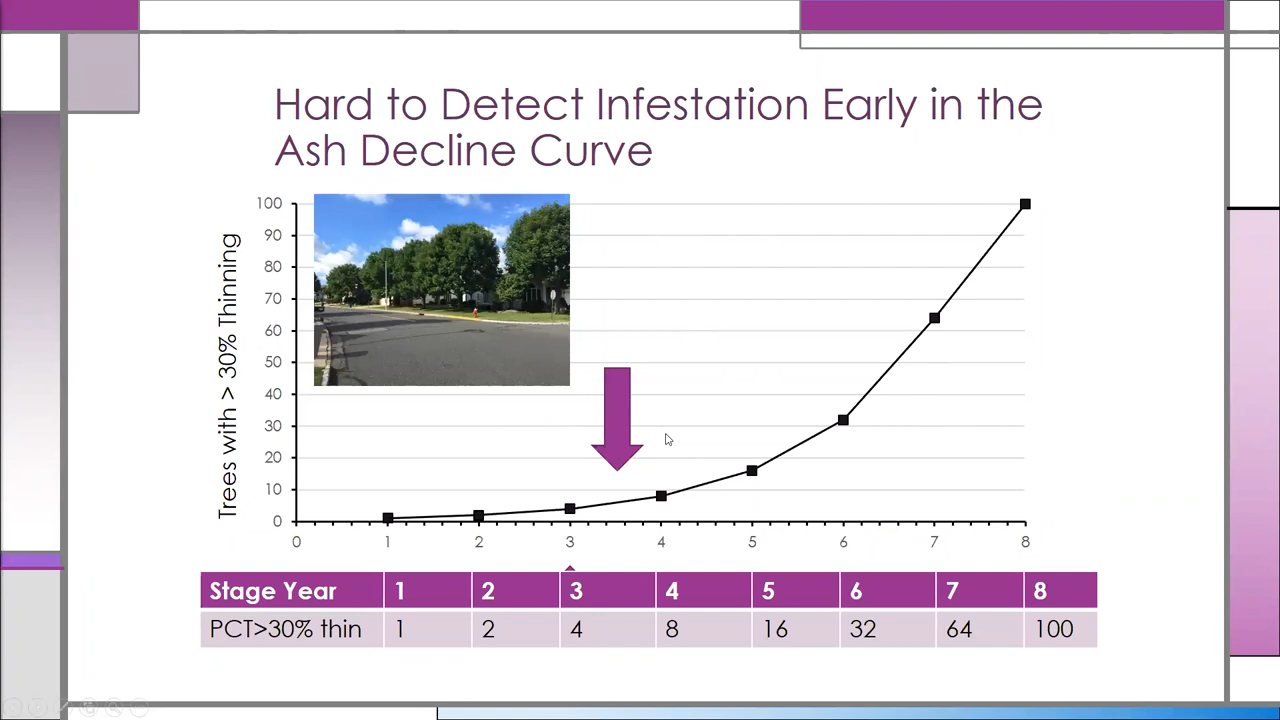 Hard to Detect Infestation Early in the
Ash Decline Curve
Trees with > 30% Thinning
100
90
80
70
60
50
40
30
20
10
0
0 1 2 3 4 5 6 7 8
Stage Year 1 2 3 4 5 6 7 8
PCT>30% thin 1 2 4 8 16 32 64 100